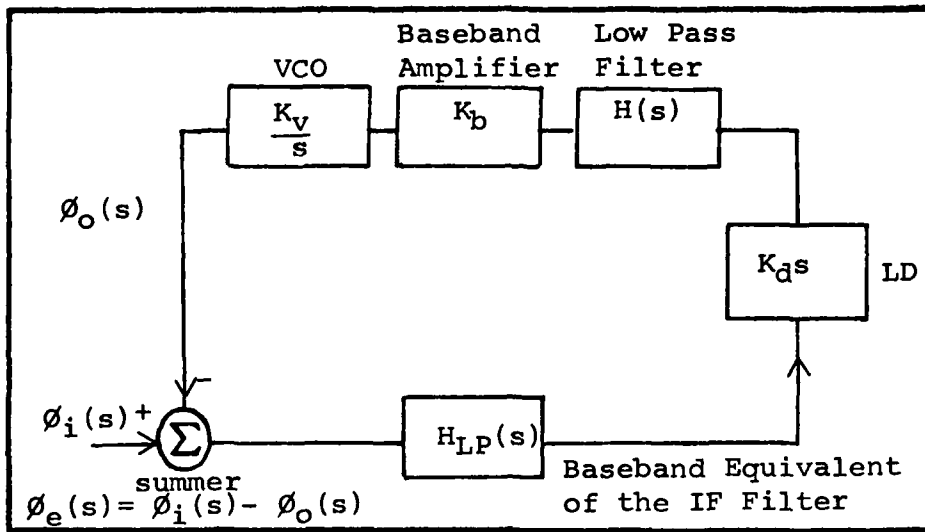 Baseband
Amplifier
Low Pass
Filter
VCO
K_v
s
K_b
H(s)
Ø_o(s)
K_ds
LD
−
Ø_i(s)
+
Σ
summer
H_LP(s)
Baseband Equivalent
of the IF Filter
Ø_e(s)= Ø_i(s)- Ø_o(s)